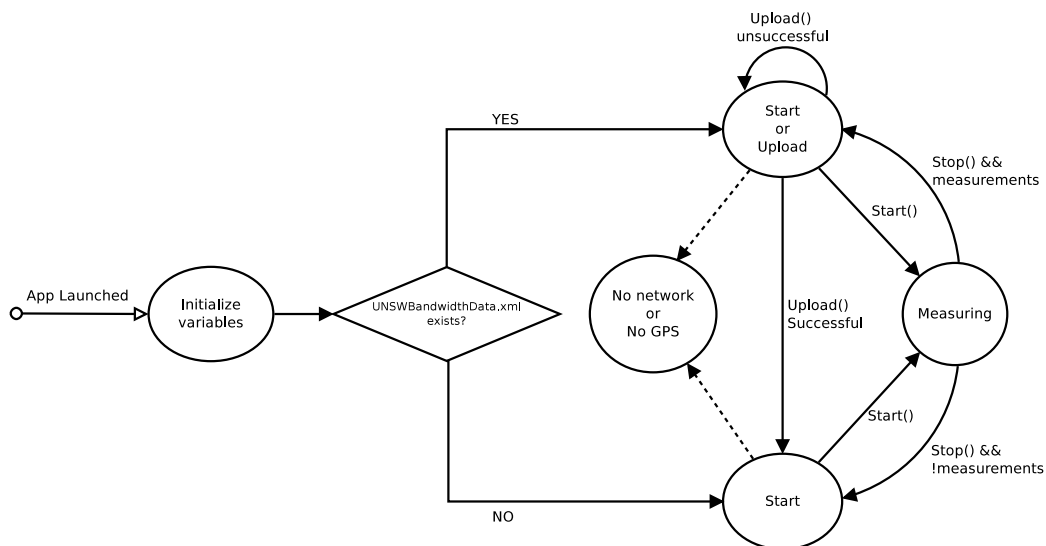 Upload()
unsuccessful
YES
Start
or
Upload
Stop() &&
measurements
Start()
App Launched
Initialize
variables
UNSWBandwidthData.xml
exists?
No network
or
No GPS
Upload()
Successful
Measuring
Start()
Stop() &&
!measurements
NO
Start